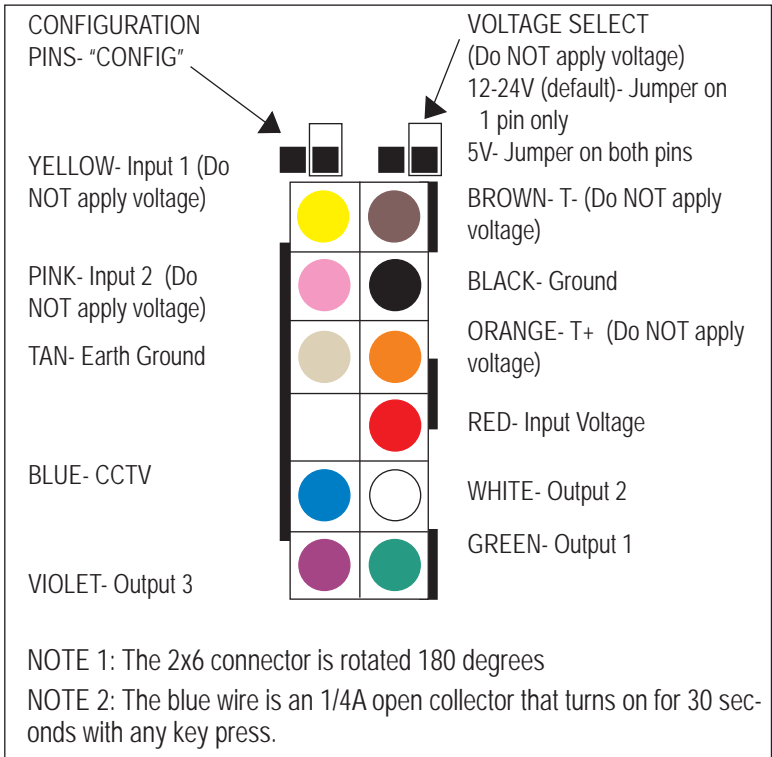 CONFIGURATION
PINS- “CONFIG”
VOLTAGE SELECT
(Do NOT apply voltage)
12-24V (default)- Jumper on
1 pin only
5V- Jumper on both pins
YELLOW- Input 1 (Do
NOT apply voltage)
BROWN- T- (Do NOT apply
voltage)
PINK- Input 2 (Do
NOT apply voltage)
BLACK- Ground
TAN- Earth Ground
ORANGE- T+ (Do NOT apply
voltage)
RED- Input Voltage
BLUE- CCTV
WHITE- Output 2
GREEN- Output 1
VIOLET- Output 3
NOTE 1: The 2x6 connector is rotated 180 degrees
NOTE 2: The blue wire is an 1/4A open collector that turns on for 30 sec-
onds with any key press.